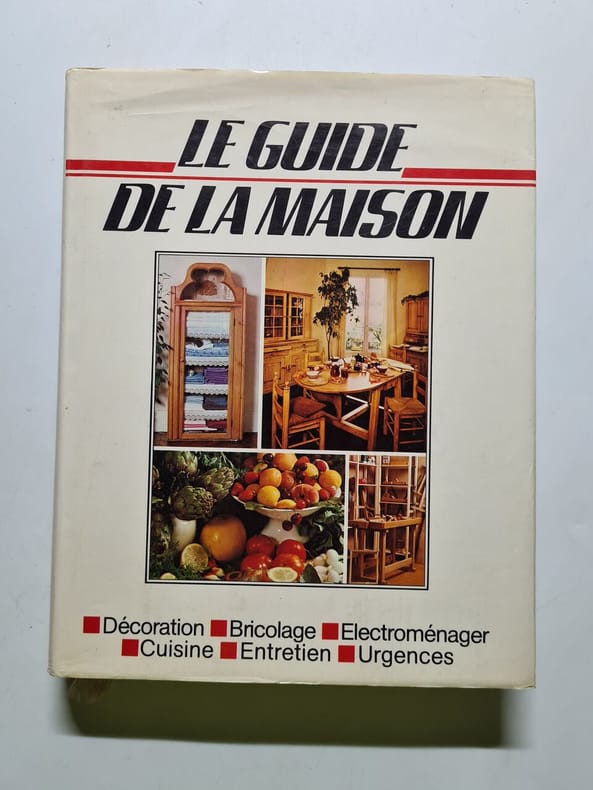 LE GUIDE
DE LA MAISON
Décoration Bricolage Electroménager
Cuisine Entretien Urgences